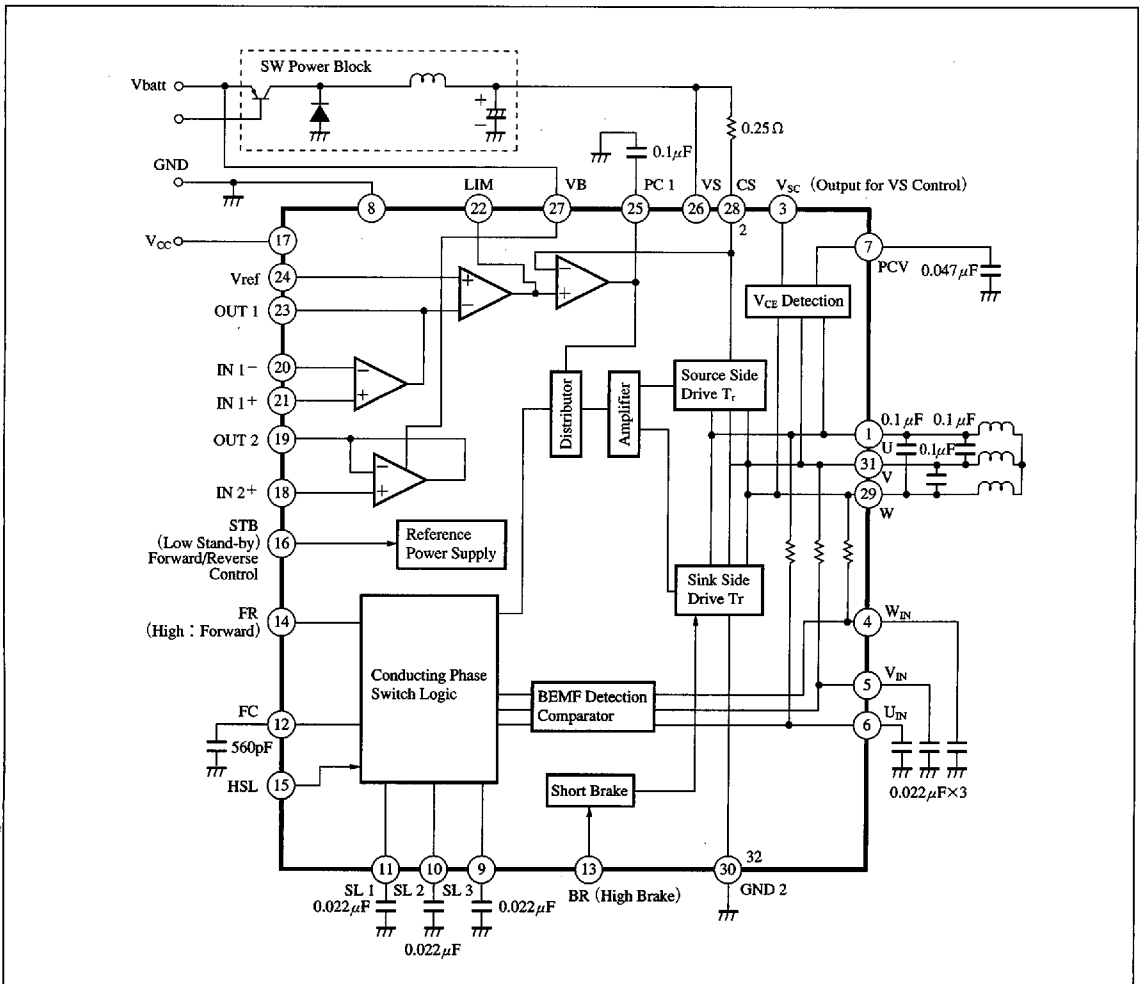 SW Power Block
Vbatt
+
−
0.25Ω
GND
0.1μF
LIM
VB
PC 1
VS
CS
VSC (Output for VS Control)
8
22
27
25
26
28
2
3
VCC
17
7
PCV
0.047μF
Vref
24
+
−
−
+
VCE Detection
OUT 1
23
IN 1−
20
−
IN 1+
21
+
Distributor
Amplifier
Source Side
Drive Tr
OUT 2
19
−
IN 2+
18
+
0.1μF
0.1μF
1
U
0.1μF
31
V
29
W
STB
(Low Stand-by)
Forward/Reverse
Control
16
Reference
Power Supply
Sink Side
Drive Tr
FR
(High : Forward)
14
Conducting Phase
Switch Logic
BEMF Detection
Comparator
WIN
4
VIN
5
UIN
6
FC
12
560pF
HSL
15
Short Brake
0.022μF×3
11
10
9
13
30
32
SL 1
SL 2
SL 3
BR (High Brake)
GND 2
0.022μF
0.022μF
0.022μF